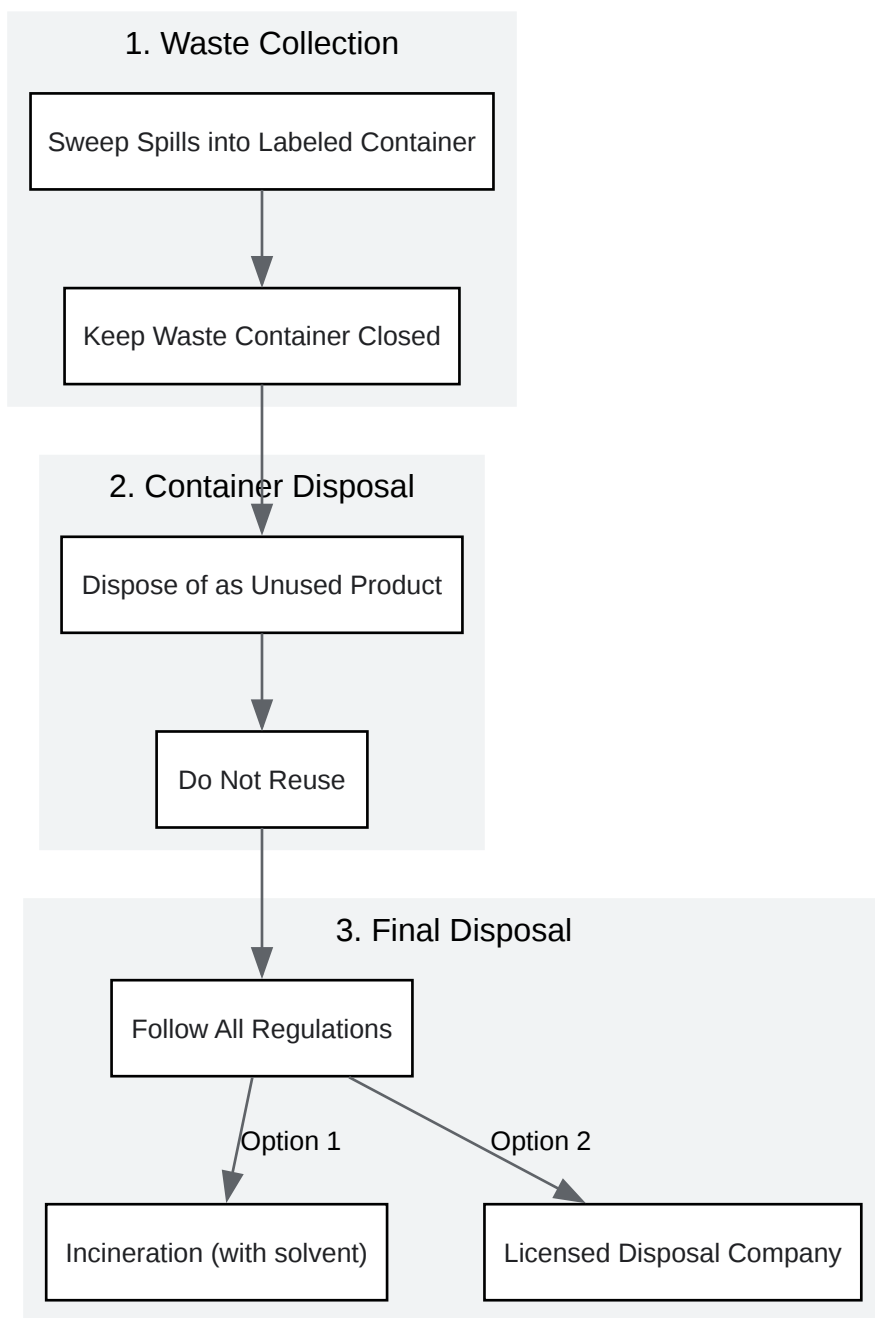 1. Waste Collection
Sweep Spills into Labeled Container
Keep Waste Container Closed
2. Container Disposal
Dispose of as Unused Product
Do Not Reuse
3. Final Disposal
Follow All Regulations
Option 1
Option 2
Incineration (with solvent)
Licensed Disposal Company